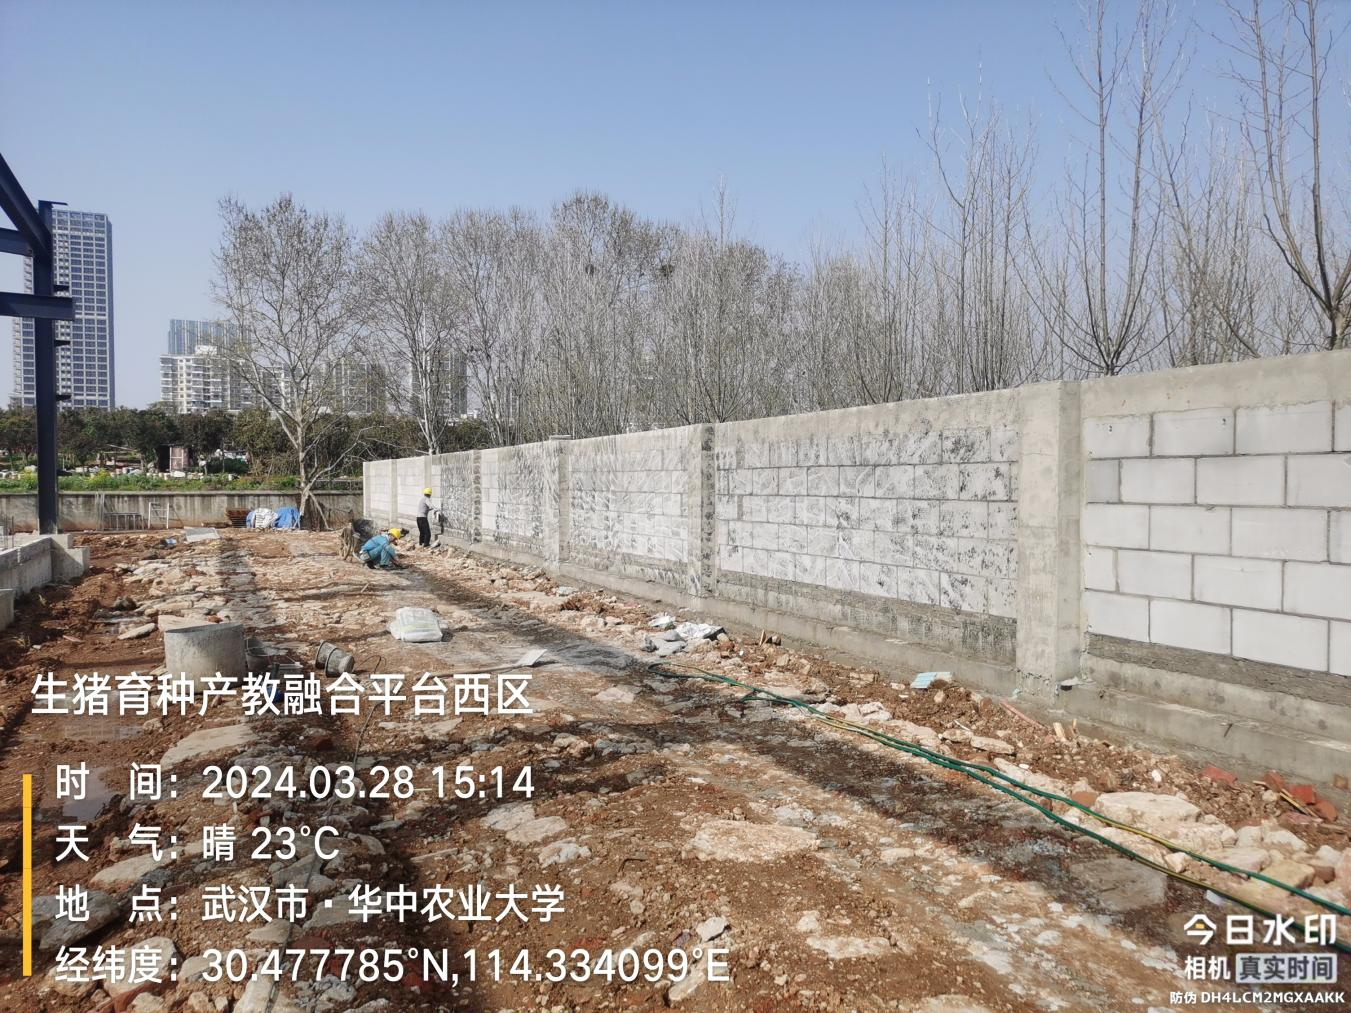 生猪育种产教融合平台西区
时 间：2024.03.28 15:14
天 气：晴 23℃
地 点：武汉市·华中农业大学
经纬度：30.477785°N,114.334099°E
今日水印
相机 真实时间
防伪 DH4LCM2MGXAAKK